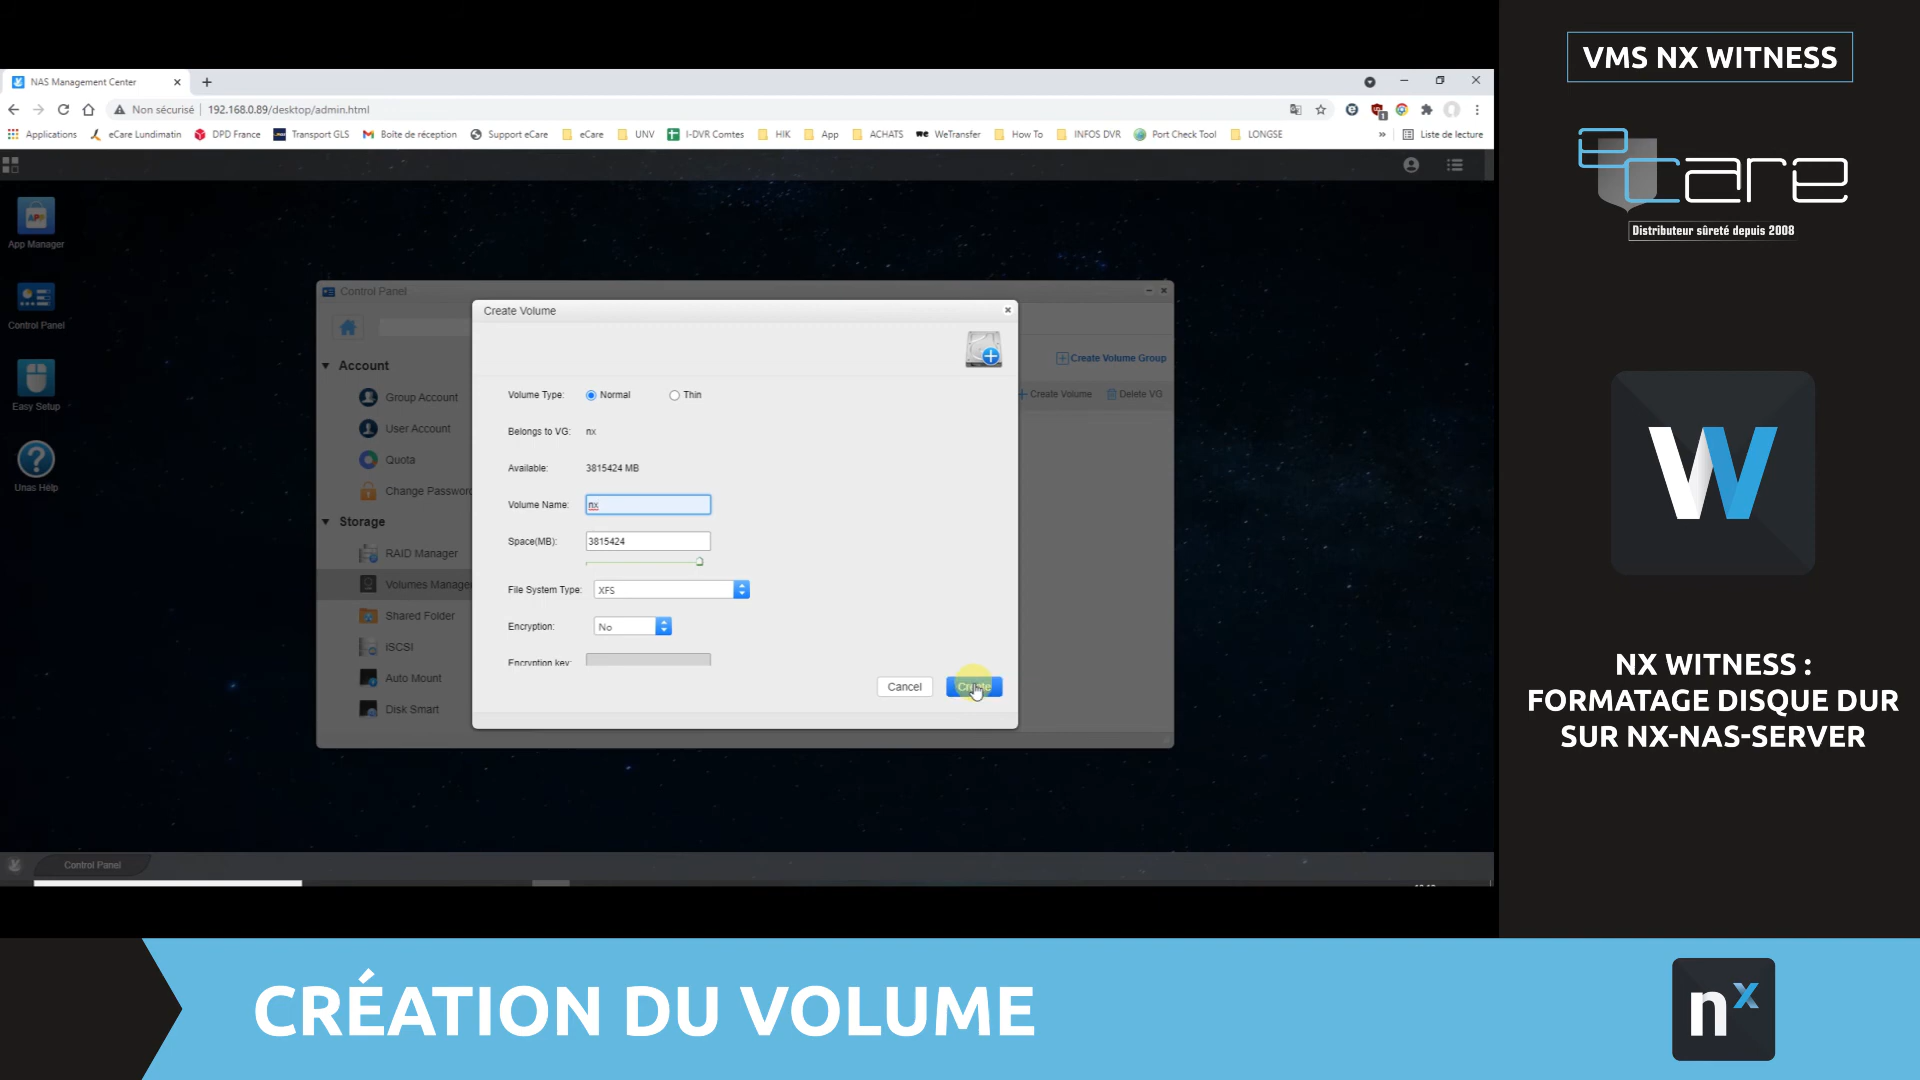 VMS NX WITNESS
ecare
Distributeur sûreté depuis 2008
NAS Management Center
Non sécurisé
192.168.0.89/desktop/admin.html
Applications
eCare Lundimatin
DPD France
Transport GLS
Boîte de réception
Support eCare
eCare
UNV
I-DVR Comtes
HIK
App
ACHATS
WeTransfer
How To
INFOS DVR
Port Check Tool
LONGSE
Liste de lecture
App Manager
Control Panel
Easy Setup
Unas Help
Control Panel
Account
Group Account
User Account
Quota
Change Password
Storage
RAID Manager
Volumes Manage
Shared Folder
ISCSI
Auto Mount
Disk Smart
Create Volume Group
Create Volume
Delete VG
Create Volume
Volume Type:
Normal
Thin
Belongs to VG:
nx
Available:
3815424 MB
Volume Name:
nx
Space(MB):
3815424
File System Type:
XFS
Encryption:
No
Encryption key:
Cancel
Create
Control Panel
NX WITNESS :
FORMATAGE DISQUE DUR
SUR NX-NAS-SERVER
CRÉATION DU VOLUME
nx